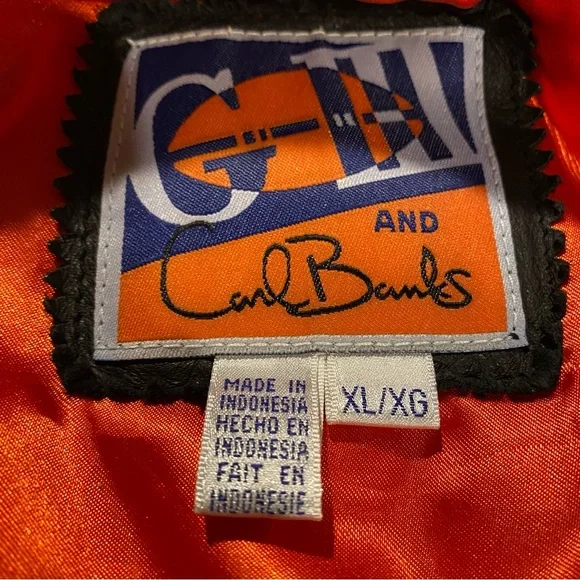 G-III
AND
Carl Banks
MADE IN
INDONESIA
HECHO EN
INDONESIA
FAIT EN
INDONESIE
XL/XG